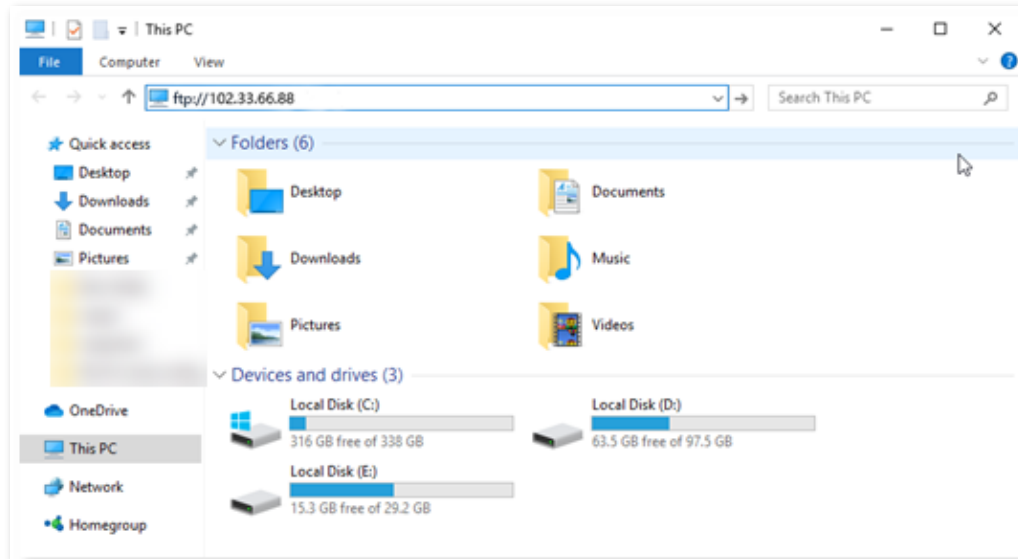 This PC
File Computer View
ftp://102.33.66.88
Search This PC
Quick access
Desktop
Downloads
Documents
Pictures
OneDrive
This PC
Network
Homegroup
Folders (6)
Desktop
Documents
Downloads
Music
Pictures
Videos
Devices and drives (3)
Local Disk (C:)
316 GB free of 338 GB
Local Disk (D:)
63.5 GB free of 97.5 GB
Local Disk (E:)
15.3 GB free of 29.2 GB